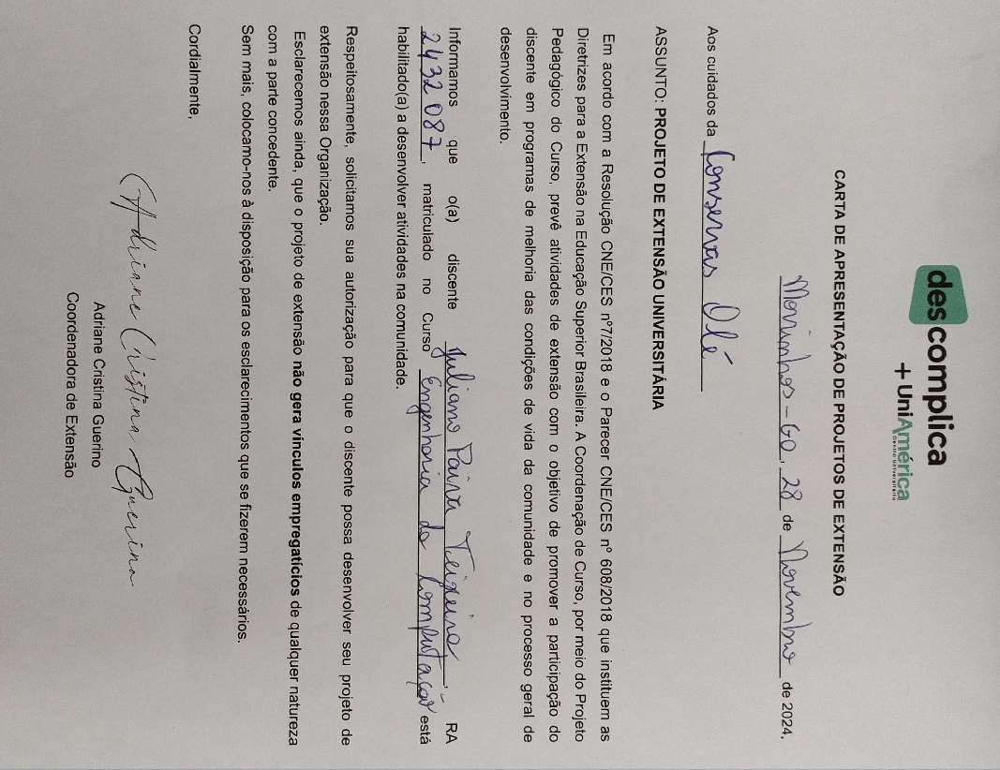 descomplica
+ UniAmérica
Centro Universitário
CARTA DE APRESENTAÇÃO DE PROJETOS DE EXTENSÃO
Morrinhos-GO, 28 de Novembro de 2024.
Aos cuidados da Conservas Olé
ASSUNTO: PROJETO DE EXTENSÃO UNIVERSITÁRIA
Em acordo com a Resolução CNE/CES nº7/2018 e o Parecer CNE/CES nº 608/2018 que instituem as
Diretrizes para a Extensão na Educação Superior Brasileira. A Coordenação de Curso, por meio do Projeto
Pedagógico do Curso, prevê atividades de extensão com o objetivo de promover a participação do
discente em programas de melhoria das condições de vida da comunidade e no processo geral de
desenvolvimento.
Informamos que o(a) discente Juliano Paiva Teixeira, RA
2432087, matriculado no Curso Engenharia da Computação está
habilitado(a) a desenvolver atividades na comunidade.
Respeitosamente, solicitamos sua autorização para que o discente possa desenvolver seu projeto de
extensão nessa Organização.
Esclarecemos ainda, que o projeto de extensão não gera vínculos empregatícios de qualquer natureza
com a parte concedente.
Sem mais, colocamo-nos à disposição para os esclarecimentos que se fizerem necessários.
Cordialmente,
Adriane Cristina Guerino
Adriane Cristina Guerino
Coordenadora de Extensão